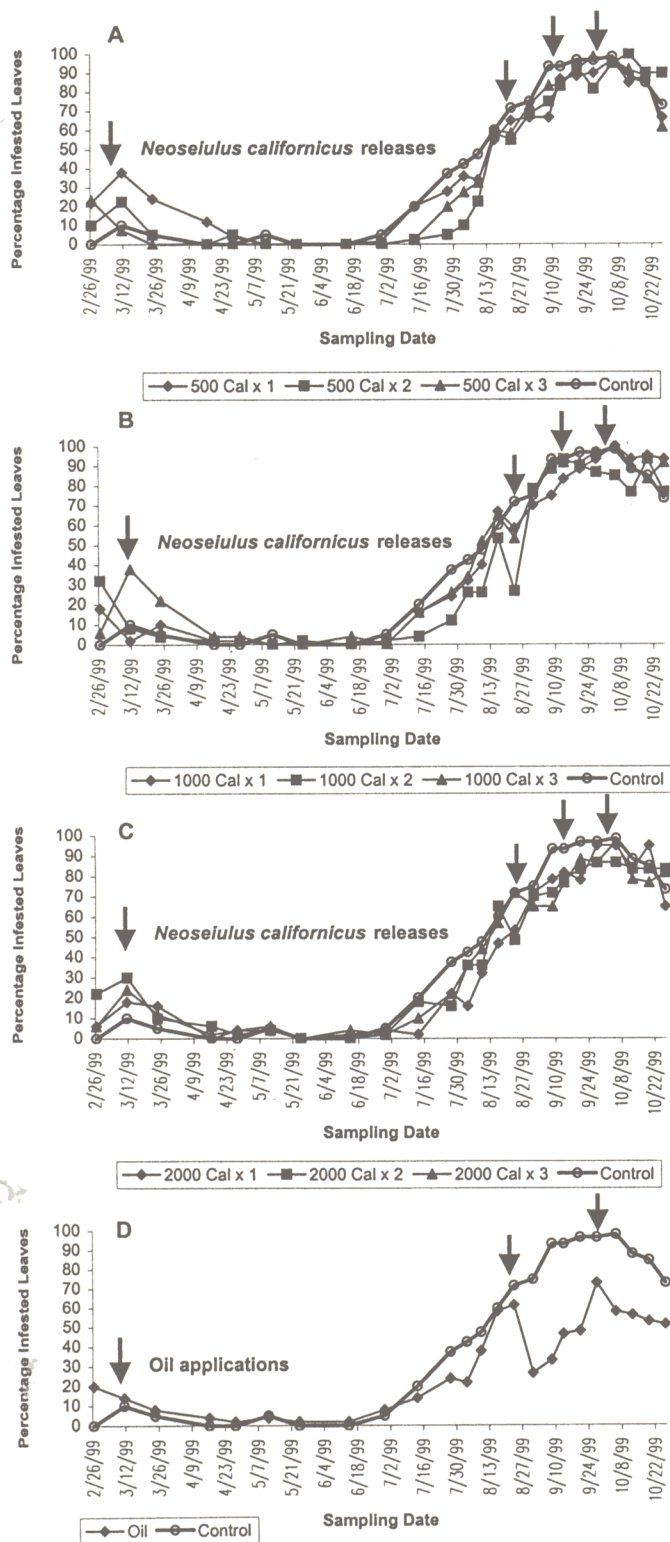 A
Percentage Infested Leaves
100
90
80
70
60
50
40
30
20
10
0
Neoseiulus californicus releases
2/26/99 3/12/99 3/26/99 4/9/99 4/23/99 5/7/99 5/21/99 6/4/99 6/18/99 7/2/99 7/16/99 7/30/99 8/13/99 8/27/99 9/10/99 9/24/99 10/8/99 10/22/99
Sampling Date
500 Cal x 1 500 Cal x 2 500 Cal x 3 Control
B
Percentage Infested Leaves
100
90
80
70
60
50
40
30
20
10
0
Neoseiulus californicus releases
2/26/99 3/12/99 3/26/99 4/9/99 4/23/99 5/7/99 5/21/99 6/4/99 6/18/99 7/2/99 7/16/99 7/30/99 8/13/99 8/27/99 9/10/99 9/24/99 10/8/99 10/22/99
Sampling Date
1000 Cal x 1 1000 Cal x 2 1000 Cal x 3 Control
C
Percentage Infested Leaves
100
90
80
70
60
50
40
30
20
10
0
Neoseiulus californicus releases
2/26/99 3/12/99 3/26/99 4/9/99 4/23/99 5/7/99 5/21/99 6/4/99 6/18/99 7/2/99 7/16/99 7/30/99 8/13/99 8/27/99 9/10/99 9/24/99 10/8/99 10/22/99
Sampling Date
2000 Cal x 1 2000 Cal x 2 2000 Cal x 3 Control
D
Percentage Infested Leaves
100
90
80
70
60
50
40
30
20
10
0
Oil applications
2/26/99 3/12/99 3/26/99 4/9/99 4/23/99 5/7/99 5/21/99 6/4/99 6/18/99 7/2/99 7/16/99 7/30/99 8/13/99 8/27/99 9/10/99 9/24/99 10/8/99 10/22/99
Sampling Date
Oil Control